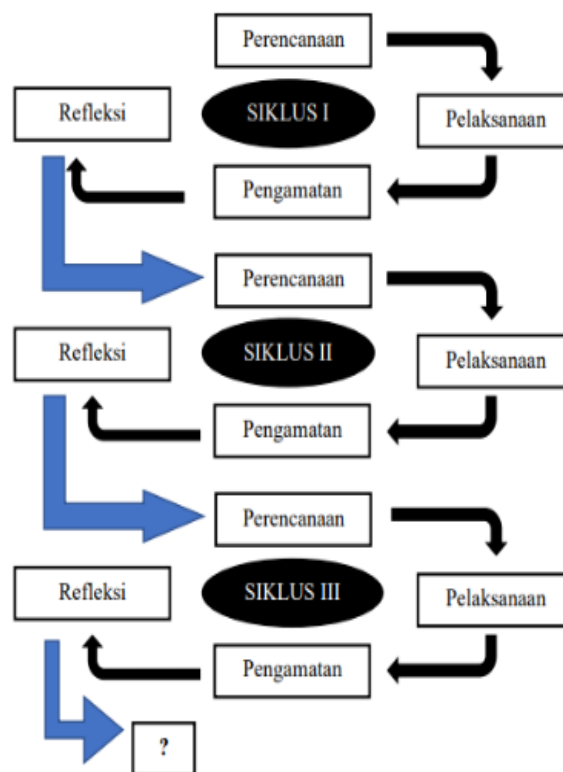 Perencanaan
Refleksi
SIKLUS I
Pelaksanaan
Pengamatan
Perencanaan
Refleksi
SIKLUS II
Pelaksanaan
Pengamatan
Perencanaan
Refleksi
SIKLUS III
Pelaksanaan
Pengamatan
?